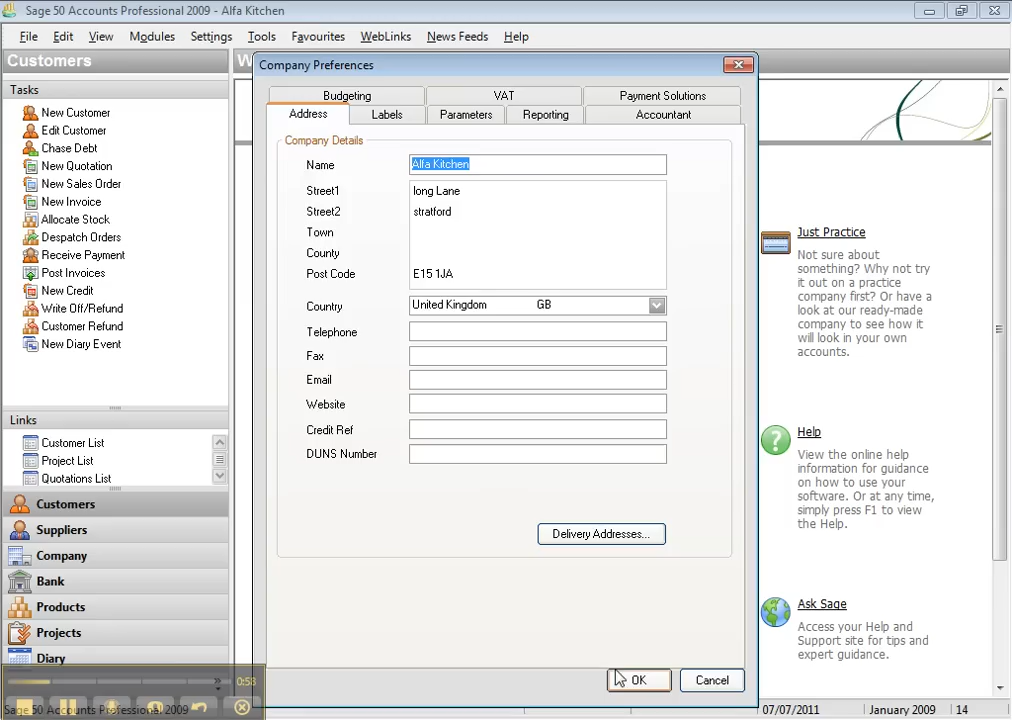 Sage 50 Accounts Professional 2009 - Alfa Kitchen
File Edit View Modules Settings Tools Favourites WebLinks News Feeds Help
Customers
Tasks
New Customer
Edit Customer
Chase Debt
New Quotation
New Sales Order
New Invoice
Allocate Stock
Despatch Orders
Receive Payment
Post Invoices
New Credit
Write Off/Refund
Customer Refund
New Diary Event
Links
Customer List
Project List
Quotations List
Customers
Suppliers
Company
Bank
Products
Projects
Diary
0:58
Sage 50 Accounts Professional 2009
W
Company Preferences
Budgeting VAT Payment Solutions
Address Labels Parameters Reporting Accountant
Company Details
Name Alfa Kitchen
Street1 long Lane
Street2 stratford
Town
County
Post Code E15 1JA
Country United Kingdom GB
Telephone
Fax
Email
Website
Credit Ref
DUNS Number
Delivery Addresses...
OK Cancel
Just Practice
Not sure about
something? Why not try
it out on a practice
company first? Or have a
look at our ready-made
company to see how it
will look in your own
accounts.
Help
View the online help
information for guidance
on how to use your
software. Or at any time,
simply press F1 to view
the Help.
Ask Sage
Access your Help and
Support site for tips and
expert guidance.
07/07/2011 January 2009 14